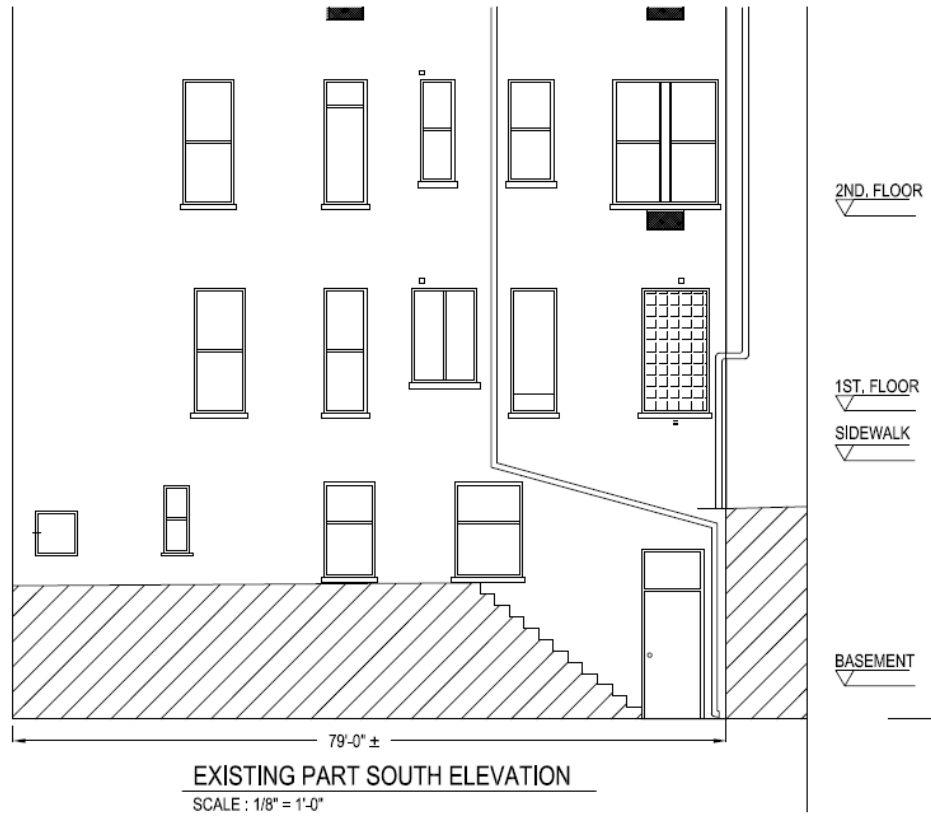 2ND, FLOOR
1ST, FLOOR
SIDEWALK
BASEMENT
79'-0" ±
EXISTING PART SOUTH ELEVATION
SCALE : 1/8" = 1'-0"